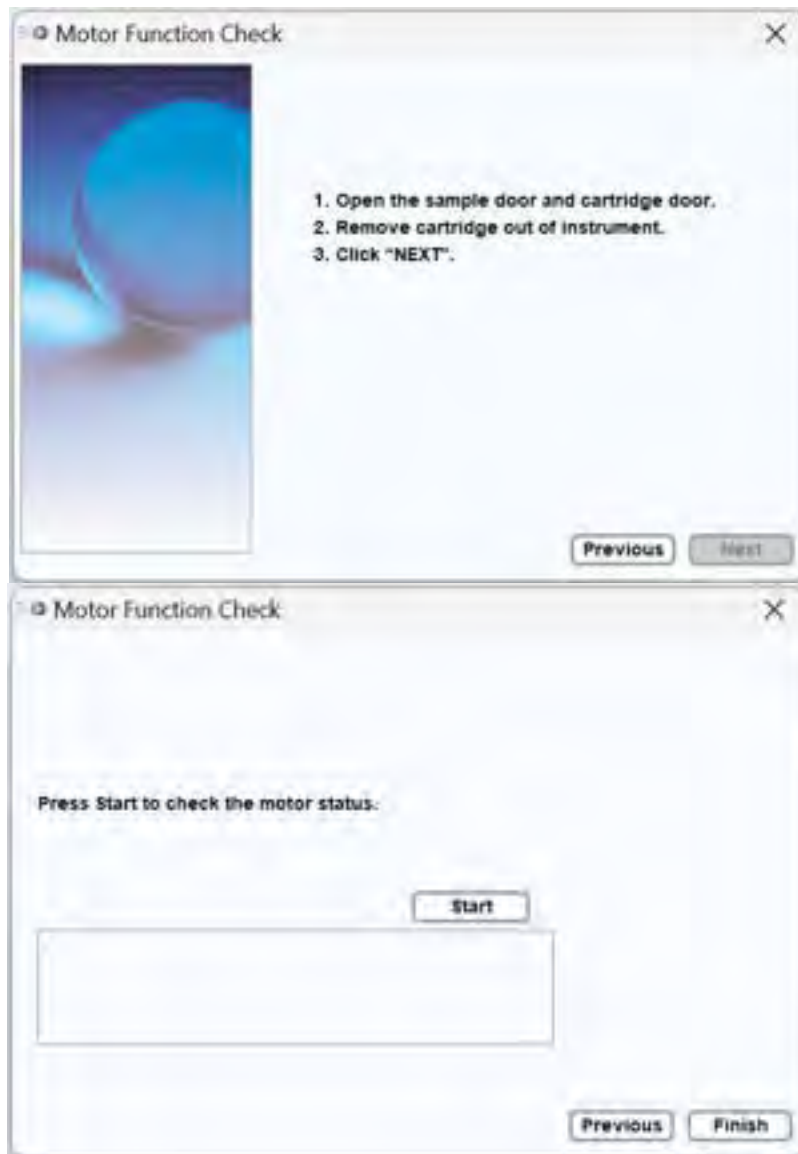 Motor Function Check
1. Open the sample door and cartridge door.
2. Remove cartridge out of instrument.
3. Click "NEXT".
Previous
Next
Motor Function Check
Press Start to check the motor status.
Start
Previous
Finish